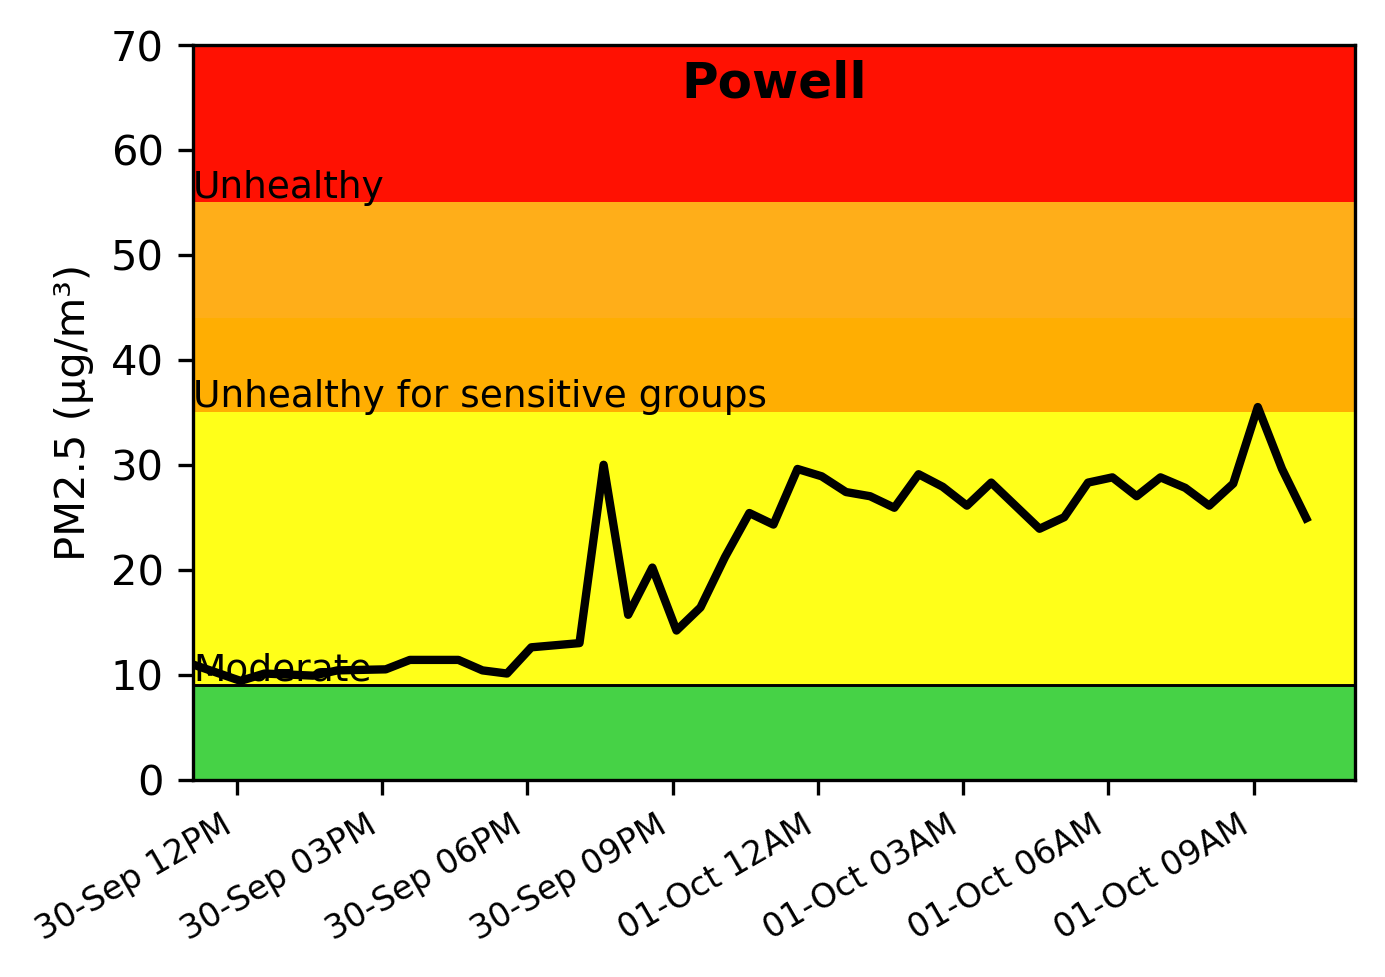 Powell
70
60
Unhealthy
50
40
Unhealthy for sensitive groups
30
20
Moderate
10
0
PM2.5 (µg/m³)
30-Sep 12PM
30-Sep 03PM
30-Sep 06PM
30-Sep 09PM
01-Oct 12AM
01-Oct 03AM
01-Oct 06AM
01-Oct 09AM